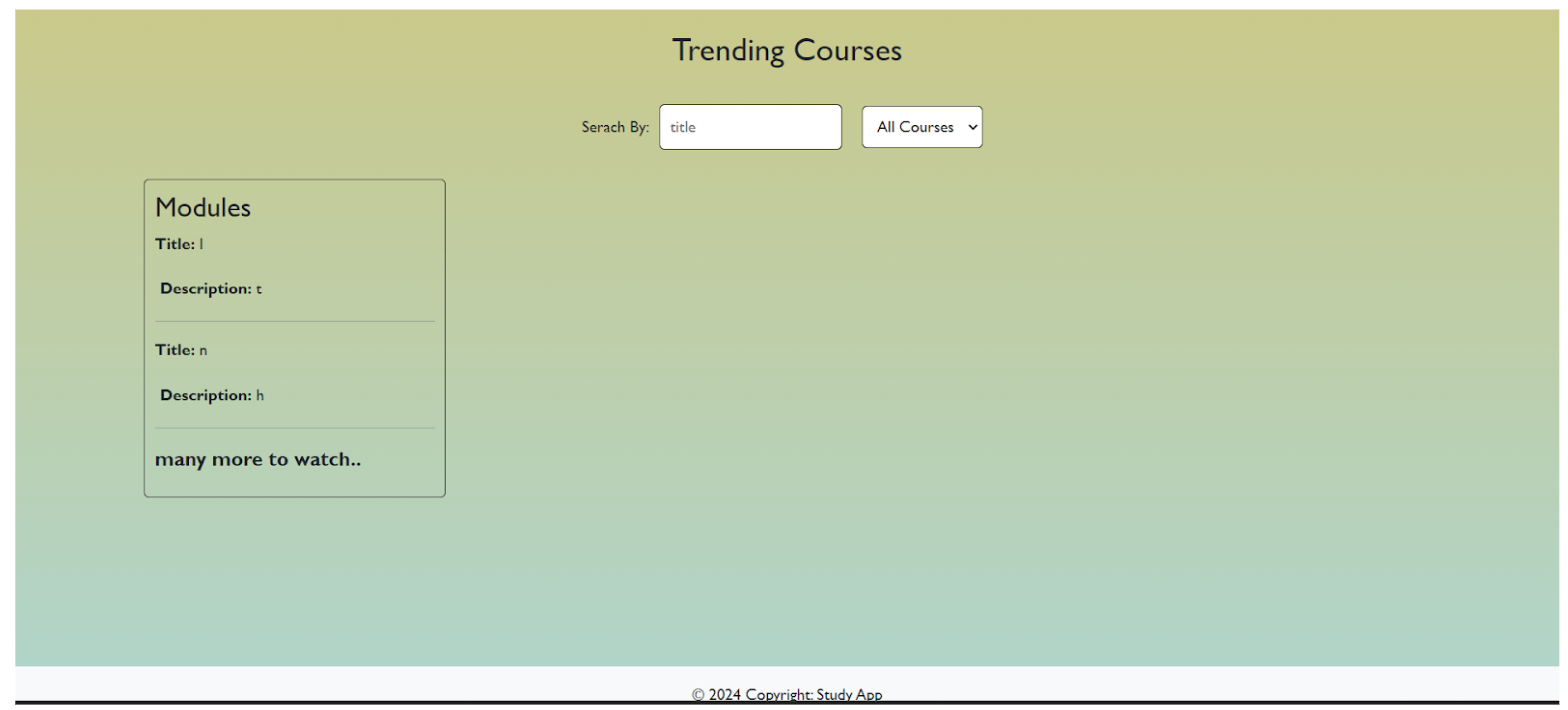 Trending Courses
Serach By: title All Courses
Modules
Title: l
Description: t
Title: n
Description: h
many more to watch..
© 2024 Copyright: Study App